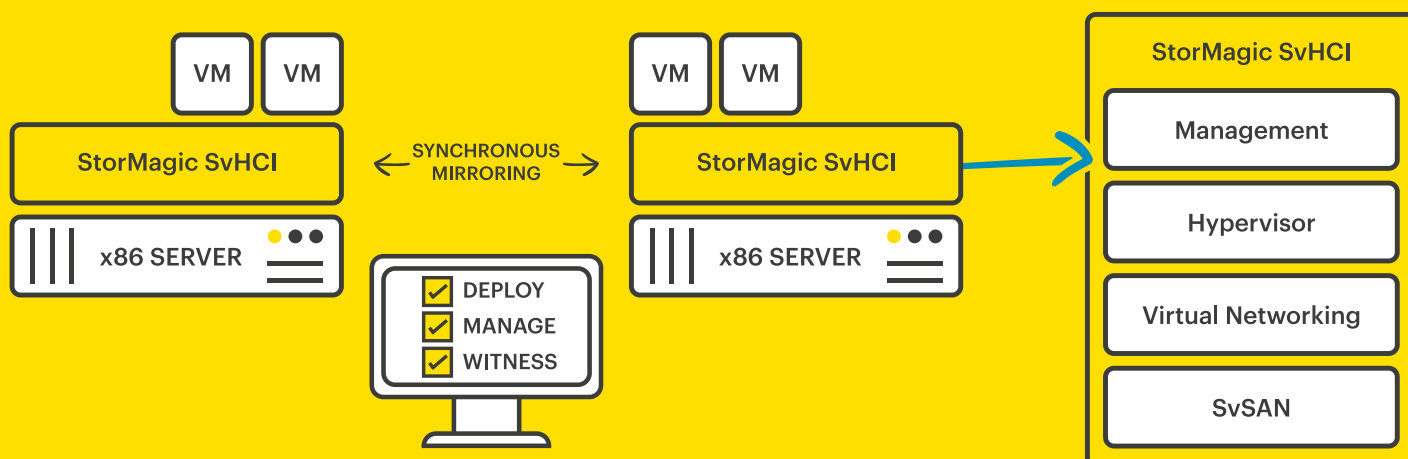 VM
VM
StorMagic SvHCI
x86 SERVER
SYNCHRONOUS
MIRRORING
DEPLOY
MANAGE
WITNESS
VM
VM
StorMagic SvHCI
x86 SERVER
StorMagic SvHCI
Management
Hypervisor
Virtual Networking
SvSAN